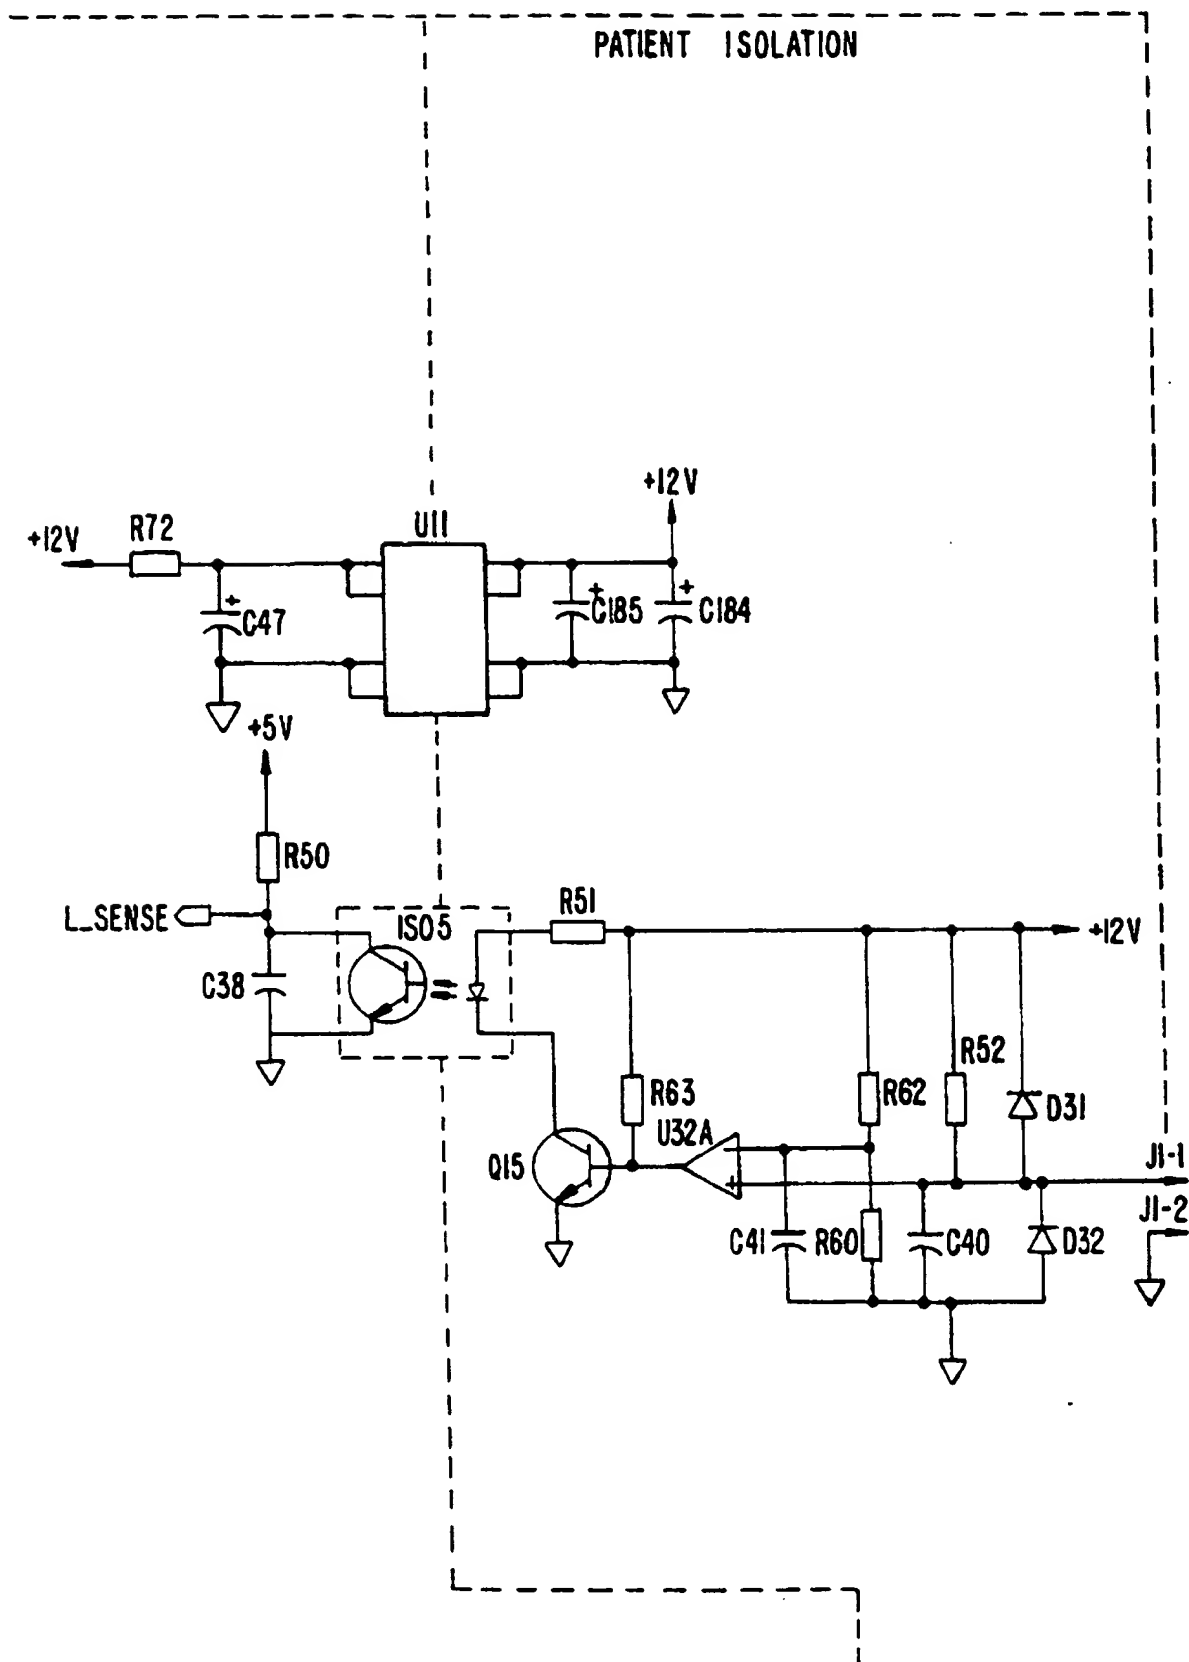 PATIENT ISOLATION
+12V
+12V
R72
U11
+
C47
+
C185
+
C184
+5V
R50
L_SENSE
ISO5
R51
+12V
C38
R52
R63
R62
D31
U32A
Q15
-
+
J1-1
J1-2
C41
R60
C40
D32